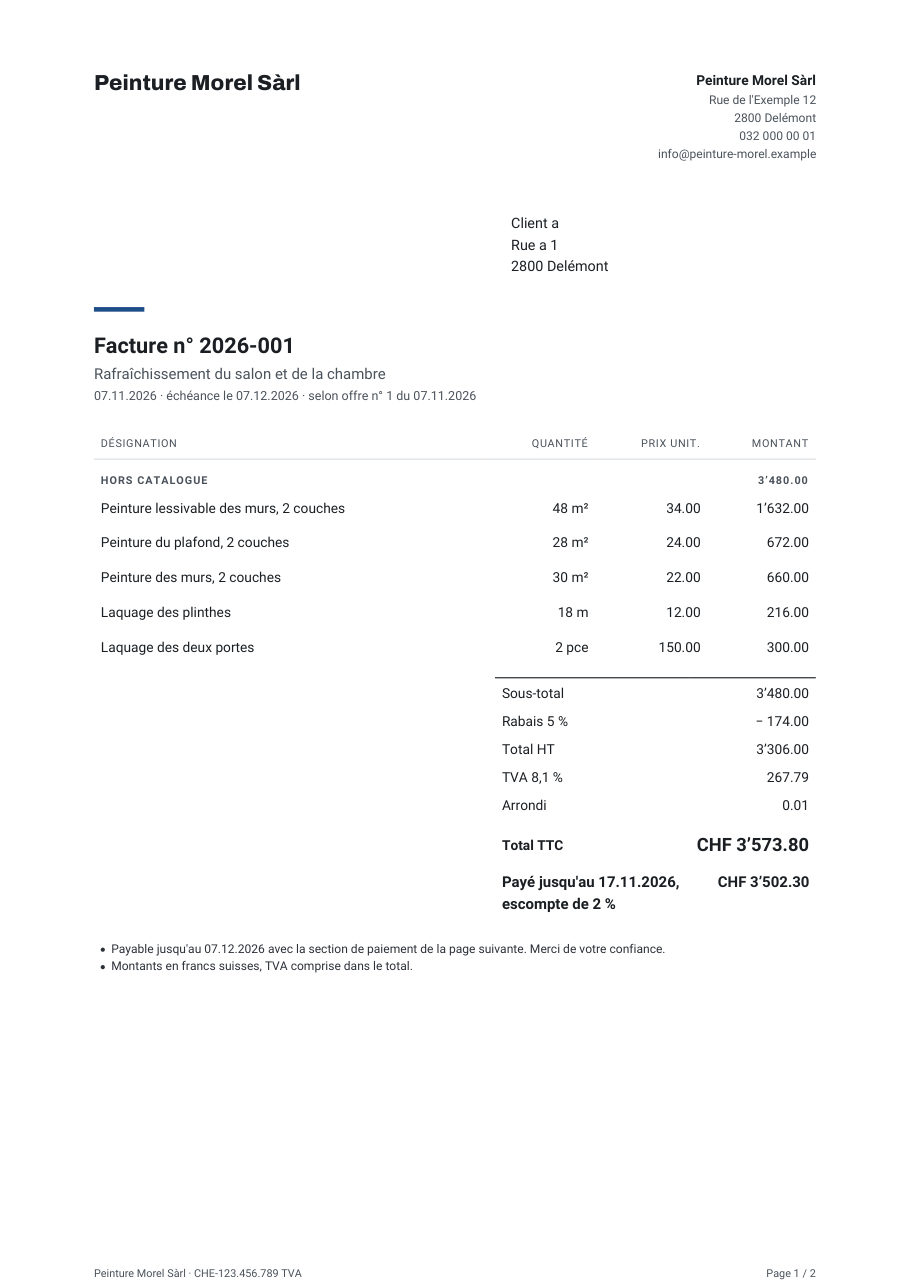 Peinture Morel Sàrl
Peinture Morel Sàrl
Rue de l'Exemple 12
2800 Delémont
032 000 00 01
info@peinture-morel.example
Client a
Rue a 1
2800 Delémont
Facture n° 2026-001
Rafraîchissement du salon et de la chambre
07.11.2026 · échéance le 07.12.2026 · selon offre n° 1 du 07.11.2026
DÉSIGNATION QUANTITÉ PRIX UNIT. MONTANT
HORS CATALOGUE 3’480.00
Peinture lessivable des murs, 2 couches 48 m² 34.00 1’632.00
Peinture du plafond, 2 couches 28 m² 24.00 672.00
Peinture des murs, 2 couches 30 m² 22.00 660.00
Laquage des plinthes 18 m 12.00 216.00
Laquage des deux portes 2 pce 150.00 300.00
Sous-total 3’480.00
Rabais 5 % − 174.00
Total HT 3’306.00
TVA 8,1 % 267.79
Arrondi 0.01
Total TTC CHF 3’573.80
Payé jusqu'au 17.11.2026, CHF 3’502.30
escompte de 2 %
• Payable jusqu'au 07.12.2026 avec la section de paiement de la page suivante. Merci de votre confiance.
• Montants en francs suisses, TVA comprise dans le total.
Peinture Morel Sàrl · CHE-123.456.789 TVA Page 1 / 2